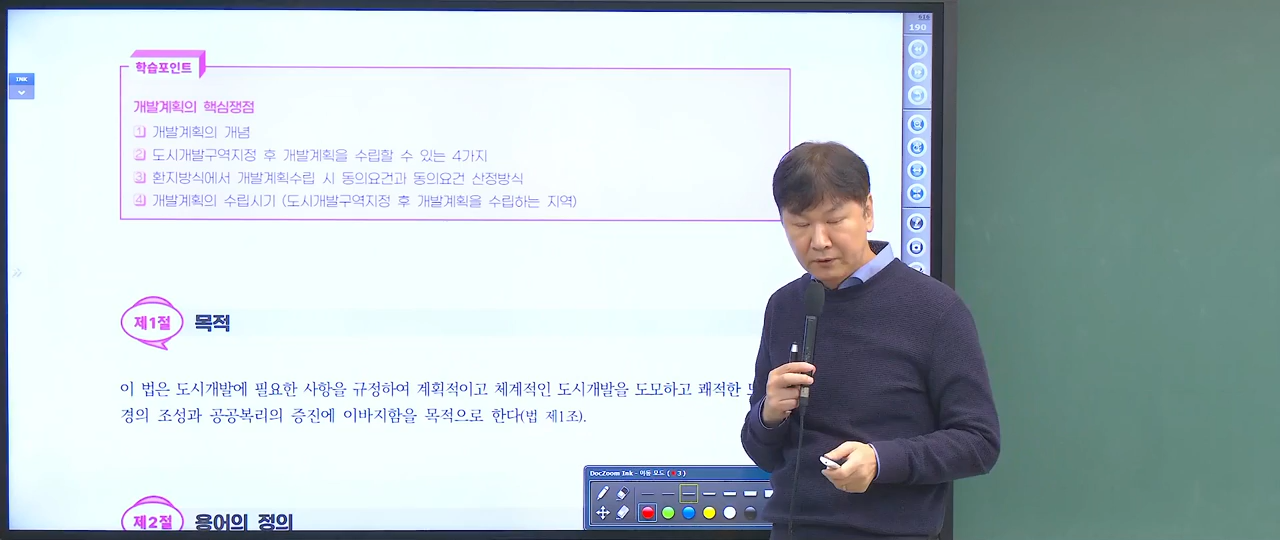 616
190
INK
학습포인트
개발계획의 핵심쟁점
1 개발계획의 개념
2 도시개발구역지정 후 개발계획을 수립할 수 있는 4가지
3 환지방식에서 개발계획수립 시 동의요건과 동의요건 산정방식
4 개발계획의 수립시기 (도시개발구역지정 후 개발계획을 수립하는 지역)
제1절 목적
이 법은 도시개발에 필요한 사항을 규정하여 계획적이고 체계적인 도시개발을 도모하고 쾌적한
경의 조성과 공공복리의 증진에 이바지함을 목적으로 한다(법 제1조).
DocZoom Ink - 이동 모드 ( 3 )
제2절 용어의 정의